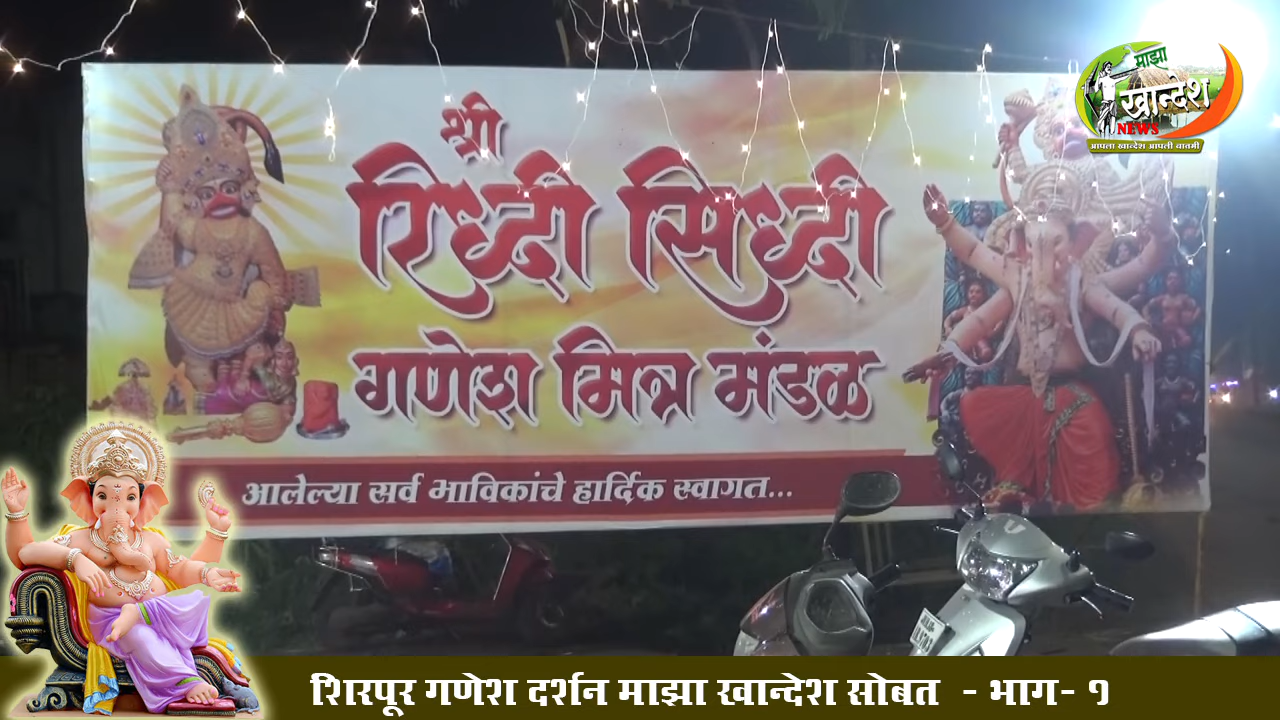 माझा
खान्देश
NEWS
आपला खान्देश आपली बातमी
श्री
रिध्दी सिध्दी
गणेश मित्र मंडळ
आलेल्या सर्व भाविकांचे हार्दिक स्वागत...
शिरपूर गणेश दर्शन माझा खान्देश सोबत - भाग- १